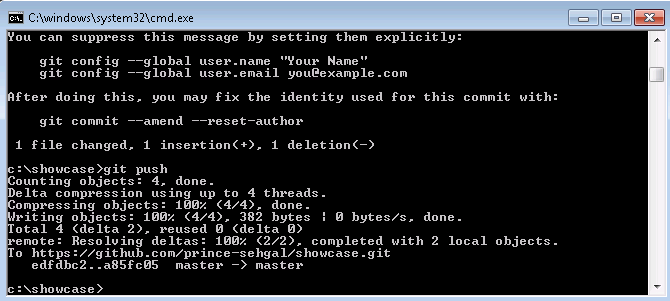 C:\windows\system32\cmd.exe
You can suppress this message by setting them explicitly:
git config --global user.name "Your Name"
git config --global user.email you@example.com
After doing this, you may fix the identity used for this commit with:
git commit --amend --reset-author
1 file changed, 1 insertion(+), 1 deletion(-)
c:\showcase>git push
Counting objects: 4, done.
Delta compression using up to 4 threads.
Compressing objects: 100% (4/4), done.
Writing objects: 100% (4/4), 382 bytes ¦ 0 bytes/s, done.
Total 4 (delta 2), reused 0 (delta 0)
remote: Resolving deltas: 100% (2/2), completed with 2 local objects.
To https://github.com/prince-sehgal/showcase.git
edfdbc2..a85fc05  master -> master
c:\showcase>